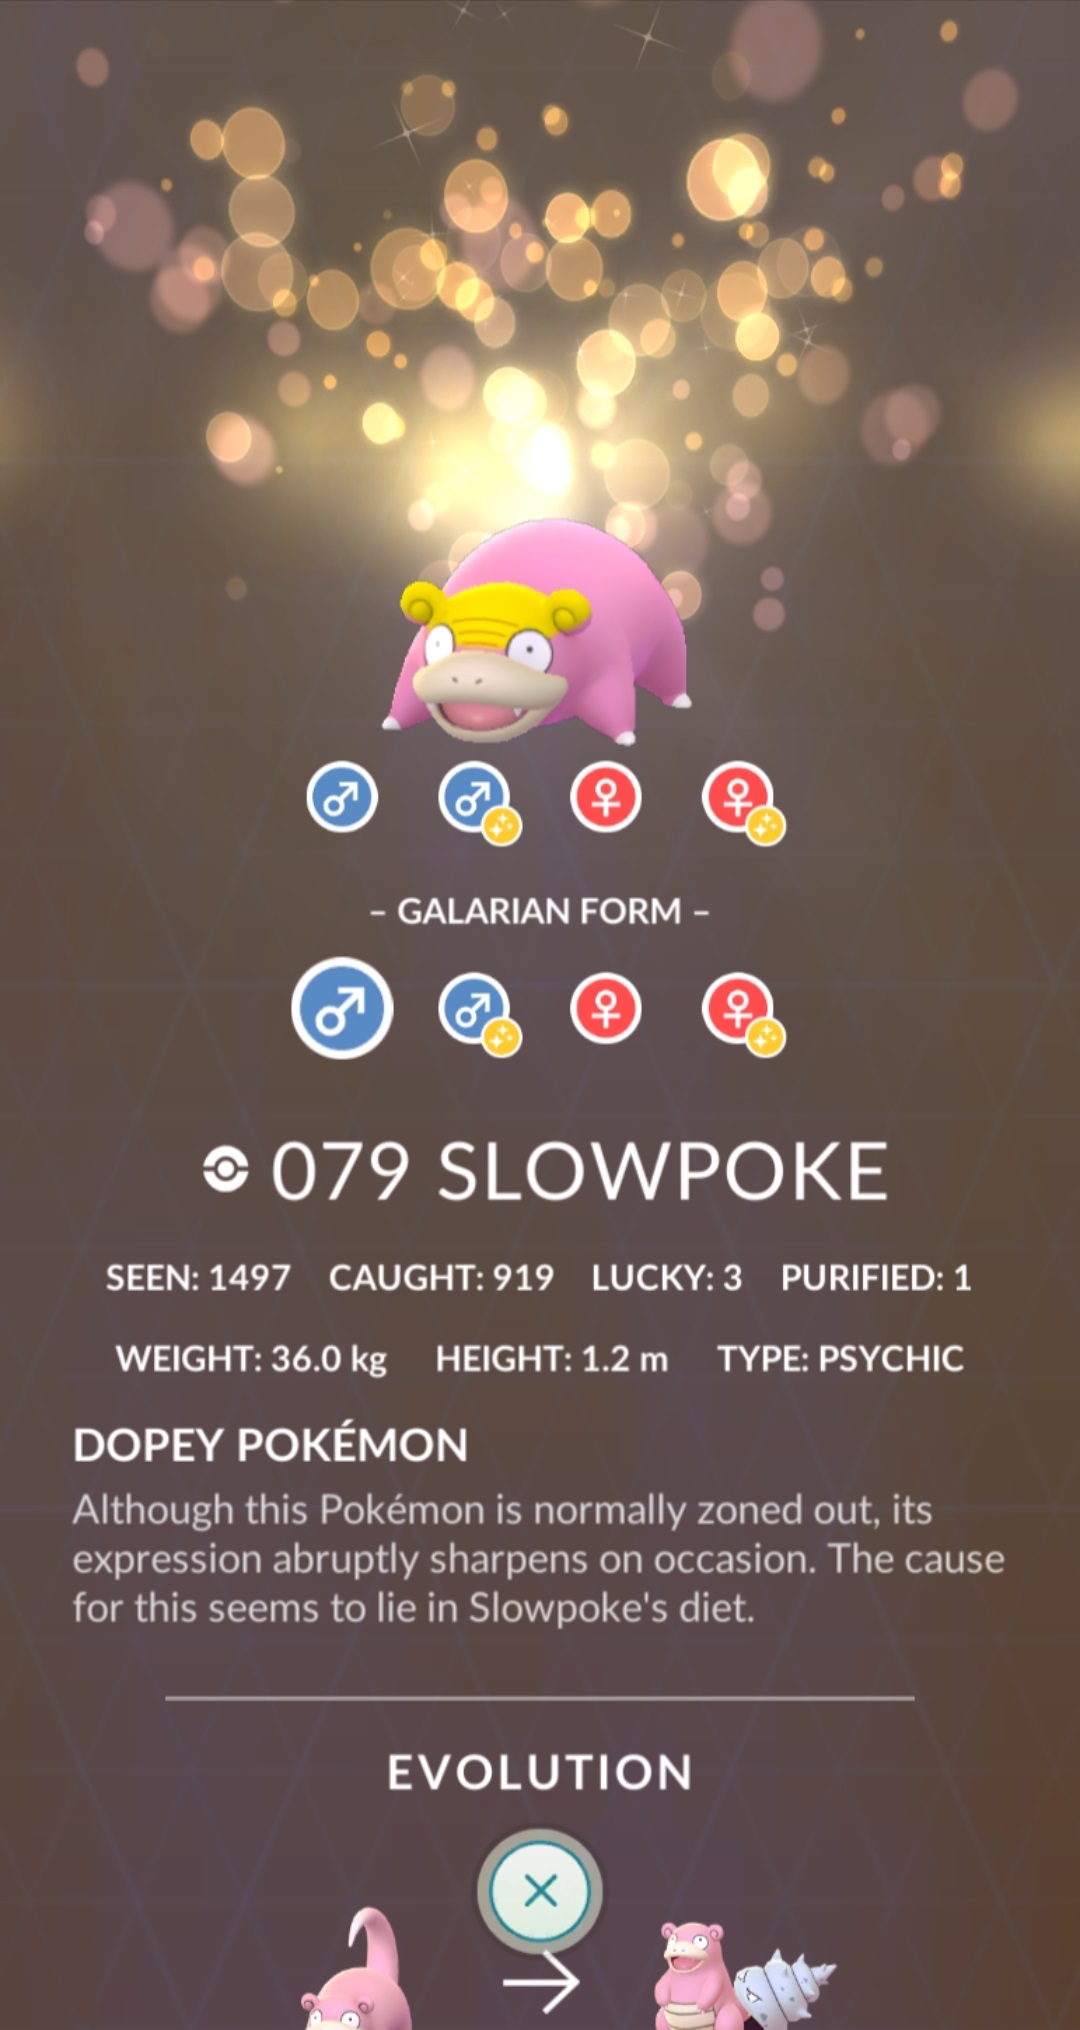 – GALARIAN FORM –
079 SLOWPOKE
SEEN: 1497 CAUGHT: 919 LUCKY: 3 PURIFIED: 1
WEIGHT: 36.0 kg HEIGHT: 1.2 m TYPE: PSYCHIC
DOPEY POKÉMON
Although this Pokémon is normally zoned out, its
expression abruptly sharpens on occasion. The cause
for this seems to lie in Slowpoke's diet.
EVOLUTION